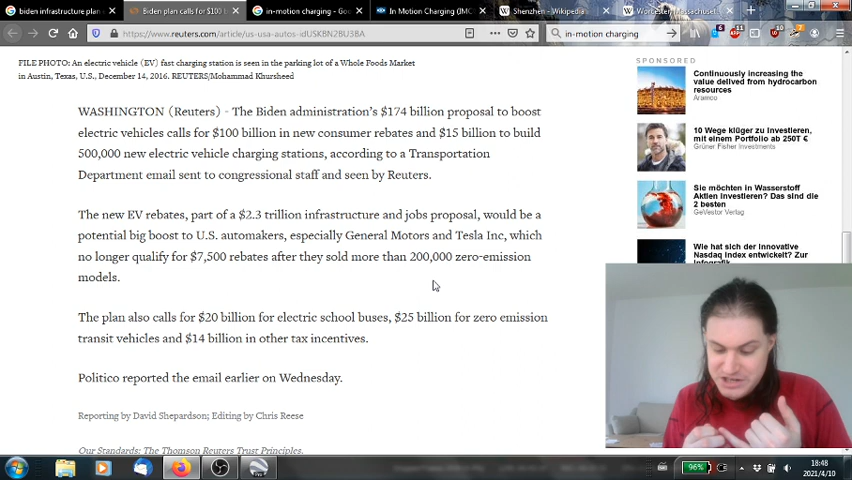 biden infrastructure plan
Biden plan calls for $100
in-motion charging - Go
In Motion Charging (IMC
Shenzhen - Wikipedia
Worcester, Massachuset
https://www.reuters.com/article/us-usa-autos-idUSKBN2BU3BA
in-motion charging
FILE PHOTO: An electric vehicle (EV) fast charging station is seen in the parking lot of a Whole Foods Market
in Austin, Texas, U.S., December 14, 2016. REUTERS/Mohammad Khursheed
WASHINGTON (Reuters) - The Biden administration's $174 billion proposal to boost
electric vehicles calls for $100 billion in new consumer rebates and $15 billion to build
500,000 new electric vehicle charging stations, according to a Transportation
Department email sent to congressional staff and seen by Reuters.
The new EV rebates, part of a $2.3 trillion infrastructure and jobs proposal, would be a
potential big boost to U.S. automakers, especially General Motors and Tesla Inc, which
no longer qualify for $7,500 rebates after they sold more than 200,000 zero-emission
models.
The plan also calls for $20 billion for electric school buses, $25 billion for zero emission
transit vehicles and $14 billion in other tax incentives.
Politico reported the email earlier on Wednesday.
Reporting by David Shepardson; Editing by Chris Reese
Our Standards: The Thomson Reuters Trust Principles.
SPONSORED
Continuously increasing the
value derived from hydrocarbon
resources
Aramco
10 Wege klüger zu investieren,
mit einem Portfolio ab 250T €
Grüner Fisher Investments
Sie möchten in Wasserstoff
Aktien investieren? Das sind die
2 besten
GeVestor Verlag
Wie hat sich der innovative
Nasdaq Index entwickelt? Zur
Infografik
96%
18:48
2021/4/10